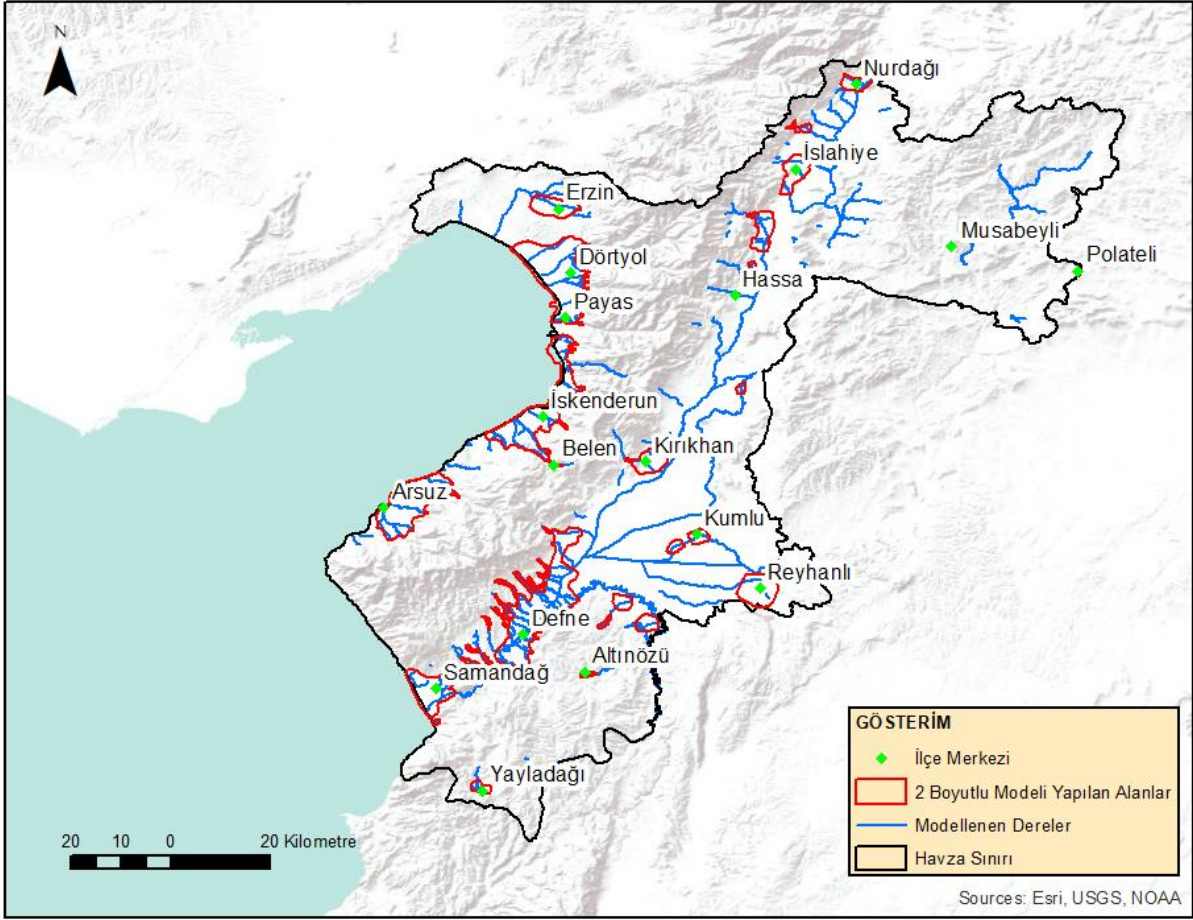 N
Nurdağı
İslahiye
Erzin
Musabeyli
Polateli
Dörtyol
Hassa
Payas
İskenderun
Belen
Kırıkhan
Arsuz
Kumlu
Reyhanlı
Defne
Altınözü
Samandağ
Yayladağı
20 10 0 20 Kilometre
GÖSTERİM
İlçe Merkezi
2 Boyutlu Modeli Yapılan Alanlar
Modellenen Dereler
Havza Sınırı
Sources: Esri, USGS, NOAA